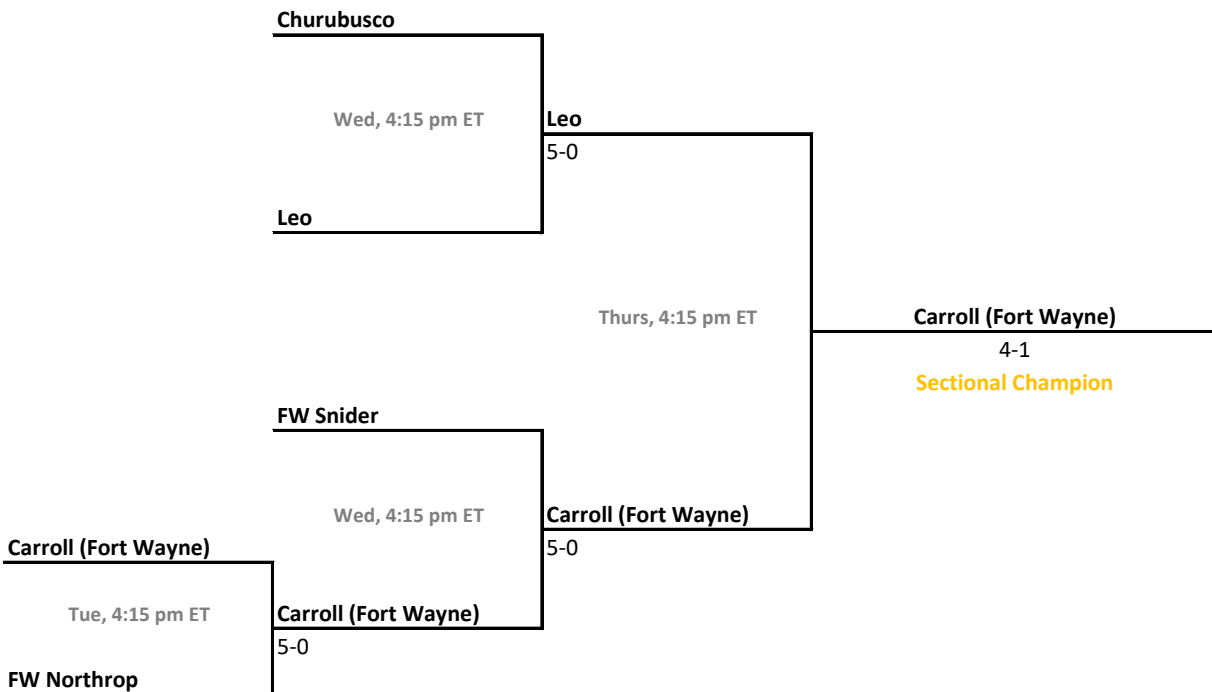 Churubusco
Wed, 4:15 pm ET
Leo
5-0
Leo
Thurs, 4:15 pm ET
Carroll (Fort Wayne)
4-1
Sectional Champion
FW Snider
Wed, 4:15 pm ET
Carroll (Fort Wayne)
5-0
Carroll (Fort Wayne)
Tue, 4:15 pm ET
Carroll (Fort Wayne)
5-0
FW Northrop